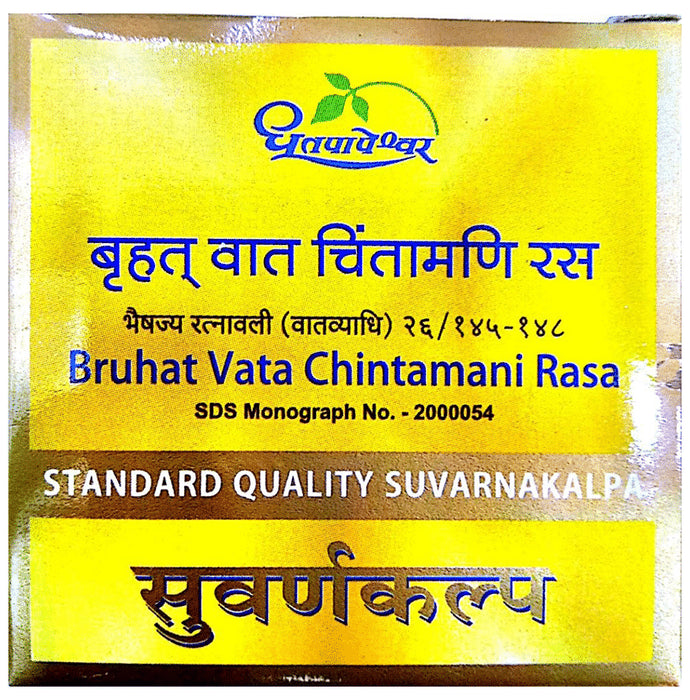 धूतपापेश्वर
बृहत् वात चिंतामणि रस
भैषज्य रत्नावली (वातव्याधि) २६/१४५-१४८
Bruhat Vata Chintamani Rasa
SDS Monograph No. - 2000054
STANDARD QUALITY SUVARNAKALPA
सुवर्णकल्प